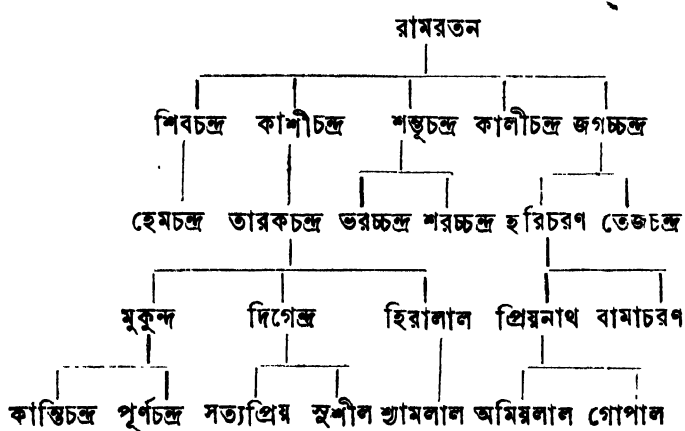 রামরতন
শিবচন্দ্র কাশীচন্দ্র শম্ভূচন্দ্র কালীচন্দ্র জগচ্চন্দ্র
হেমচন্দ্র তারকচন্দ্র ভরচ্চন্দ্র শরচ্চন্দ্র হরিচরণ তেজচন্দ্র
মুকুন্দ দিগেন্দ্র হিরালাল প্রিয়নাথ বামাচরণ
কান্তিচন্দ্র পূর্ণচন্দ্র সত্যপ্রিয় সুশীল শ্যামলাল অমিয়লাল গোপাল